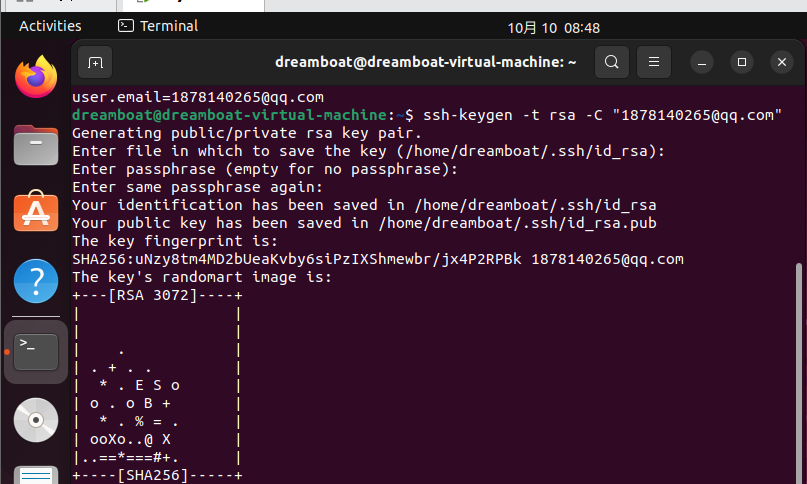 Activities
Terminal
10月 10 08:48
dreamboat@dreamboat-virtual-machine: ~
user.email=1878140265@qq.com
dreamboat@dreamboat-virtual-machine:~$ ssh-keygen -t rsa -C "1878140265@qq.com"
Generating public/private rsa key pair.
Enter file in which to save the key (/home/dreamboat/.ssh/id_rsa):
Enter passphrase (empty for no passphrase):
Enter same passphrase again:
Your identification has been saved in /home/dreamboat/.ssh/id_rsa
Your public key has been saved in /home/dreamboat/.ssh/id_rsa.pub
The key fingerprint is:
SHA256:uNzy8tm4MD2bUeaKvby6siPzIXShmewbr/jx4P2RPBk 1878140265@qq.com
The key's randomart image is:
+---[RSA 3072]----+
|                 |
|                 |
|    .            |
| . + . .         |
|  * . E S o      |
| o . o B +       |
|  * . % = .      |
| ooXo..@ X       |
|..==*===#+.      |
+----[SHA256]-----+